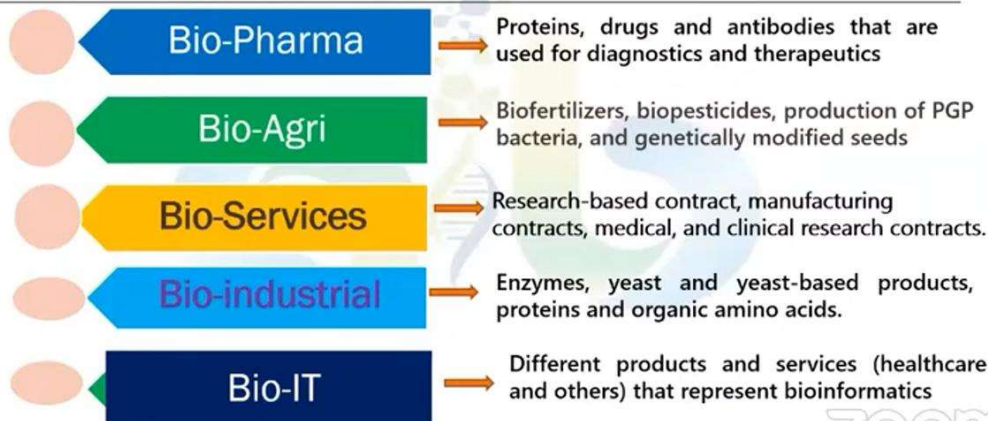 Bio-Pharma
Proteins, drugs and antibodies that are
used for diagnostics and therapeutics
Bio-Agri
Biofertilizers, biopesticides, production of PGP
bacteria, and genetically modified seeds
Bio-Services
Research-based contract, manufacturing
contracts, medical, and clinical research contracts.
Bio-industrial
Enzymes, yeast and yeast-based products,
proteins and organic amino acids.
Bio-IT
Different products and services (healthcare
and others) that represent bioinformatics
zoom